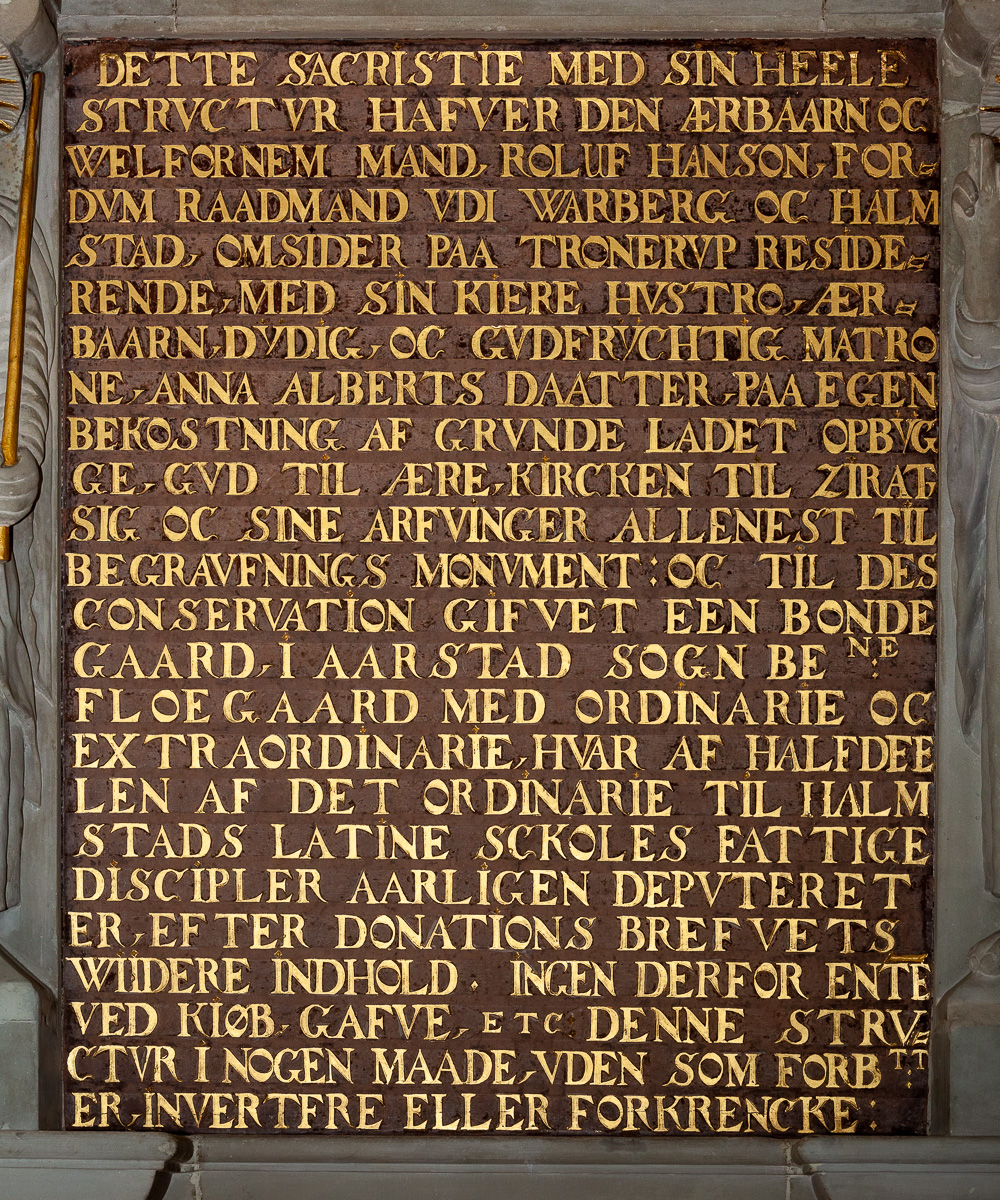 DETTE SACRISTIE MED SIN HEELE
STRVCTVR HAFVER DEN ÆRBAARN OC
WELFORNEM MAND, ROLUF HANSON, FOR-
DVM RAADMAND VDI WARBERG OC HALM
STAD, OMSIDER PAA TRONERVP RESIDE-
RENDE, MED SIN KIERE HVSTRO, ÆR-
BAARN, DYDIG, OC GVDFRYCHTIG MATRO
NE, ANNA ALBERTS DAATTER, PAA EGEN
BEKOSTNING AF GRVNDE LADET OPBVG
GE, GVD TIL ÆRE, KIRCKEN TIL ZIRAT,
SIG OC SINE ARFVINGER ALLENEST TIL
BEGRAVFNINGS MONVMENT: OC TIL DES
CONSERVATION GIFVET EEN BONDE
GAARD, I AARSTAD SOGN BE NE:
FLOEGAARD MED ORDINARIE OC
EXTRAORDINARIE, HVAR AF HALFDEE
LEN AF DET ORDINARIE TIL HALM
STADS LATINE SCKOLES FATTIGE
DISCIPLER AARLIGEN DEPVTERET
ER, EFTER DONATIONS BREFVETS
WIIDERE INDHOLD. INGEN DERFOR ENTE
VED KIØB, GAFVE, ETC: DENNE STRV-
CTVR I NOGEN MAADE, VDEN SOM FORB TT:
ER, INVERTERE ELLER FORKRENCKE: